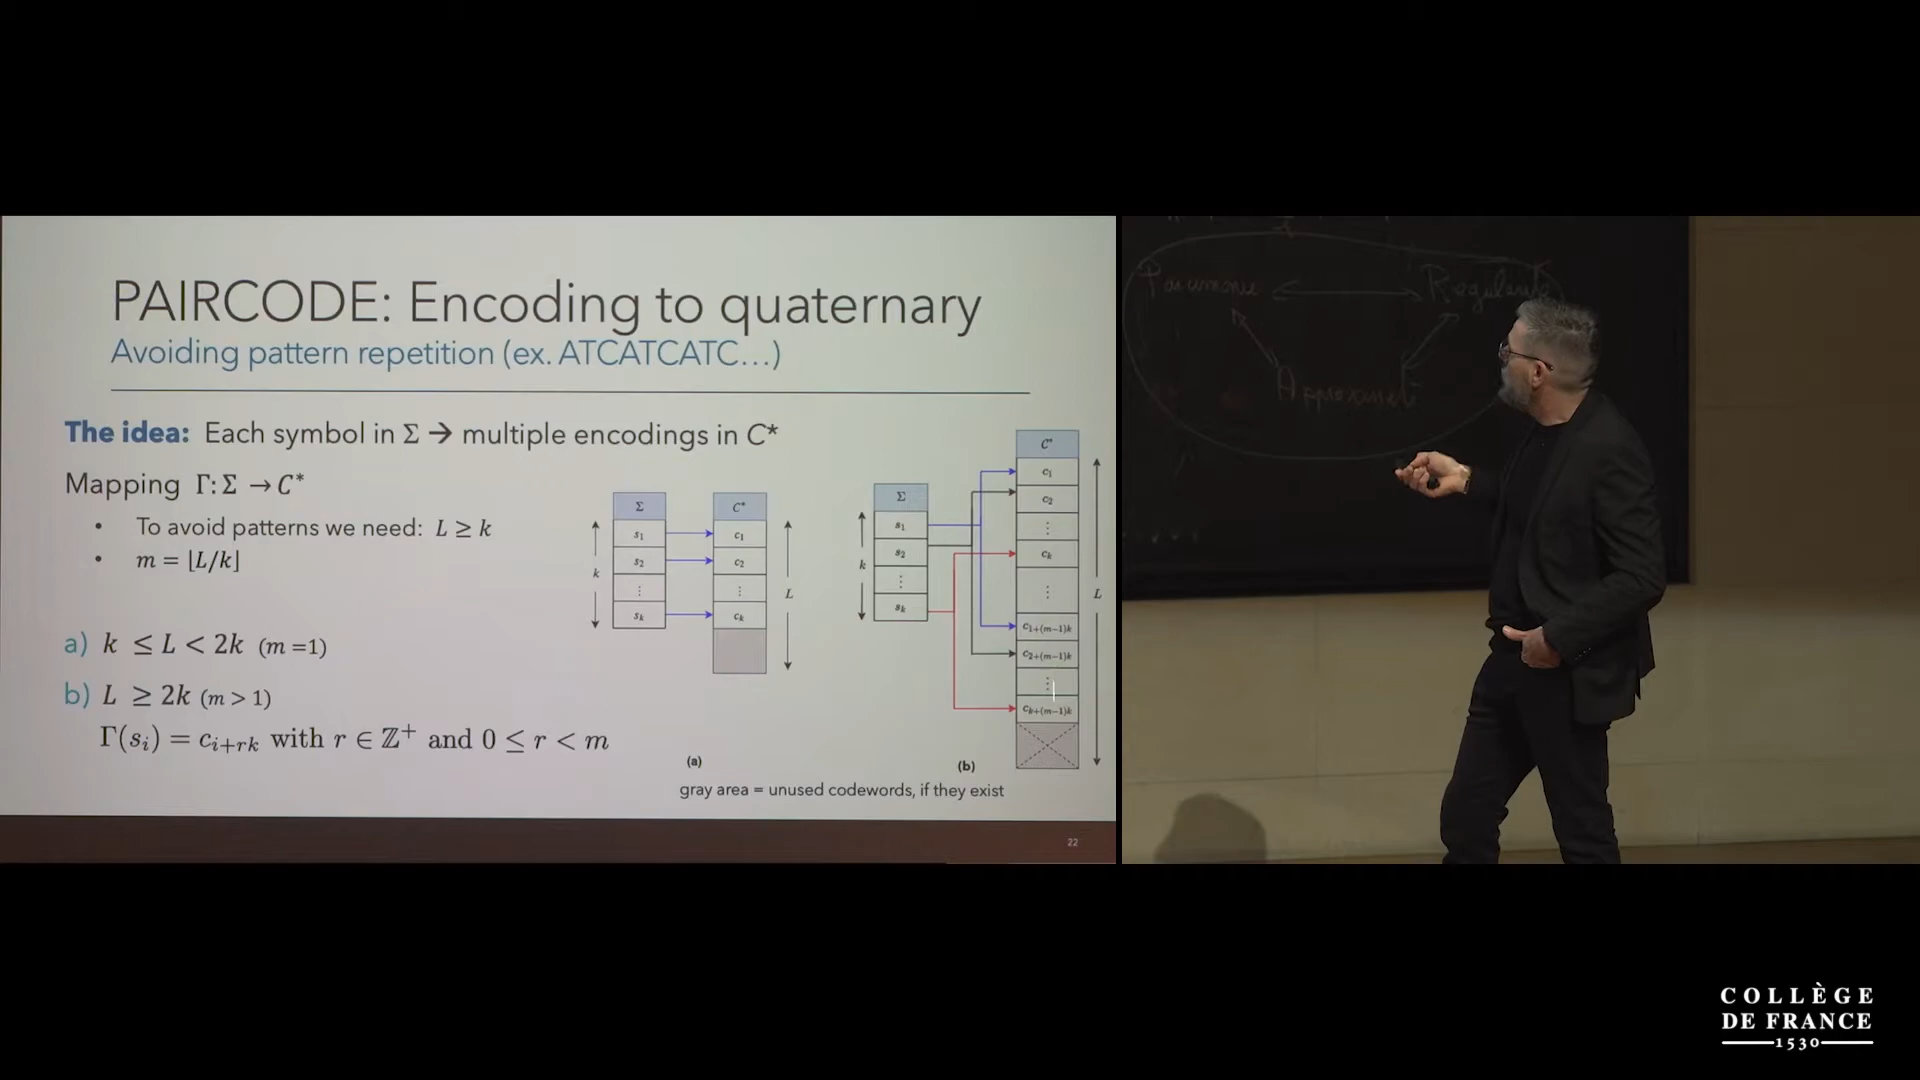 PAIRCODE: Encoding to quaternary
Avoiding pattern repetition (ex. ATCATCATC…)
The idea: Each symbol in Σ → multiple encodings in C*
Mapping Γ: Σ → C*
• To avoid patterns we need: L ≥ k
• m = ⌊L/k⌋
a) k ≤ L < 2k (m =1)
b) L ≥ 2k (m > 1)
Γ(sᵢ) = cᵢ₊ᵣₖ with r ∈ ℤ⁺ and 0 ≤ r < m
Σ C*
s₁ c₁
s₂ c₂
⋮ ⋮
sₖ cₖ
k L
(a)
Σ
s₁
s₂
⋮
sₖ
k
C*
c₁
c₂
⋮
cₖ
⋮
c₁₊₍ₘ₋₁₎ₖ
c₂₊₍ₘ₋₁₎ₖ
⋮
cₖ₊₍ₘ₋₁₎ₖ
L
(b)
gray area = unused codewords, if they exist
22
COLLÈGE
DE FRANCE
1530